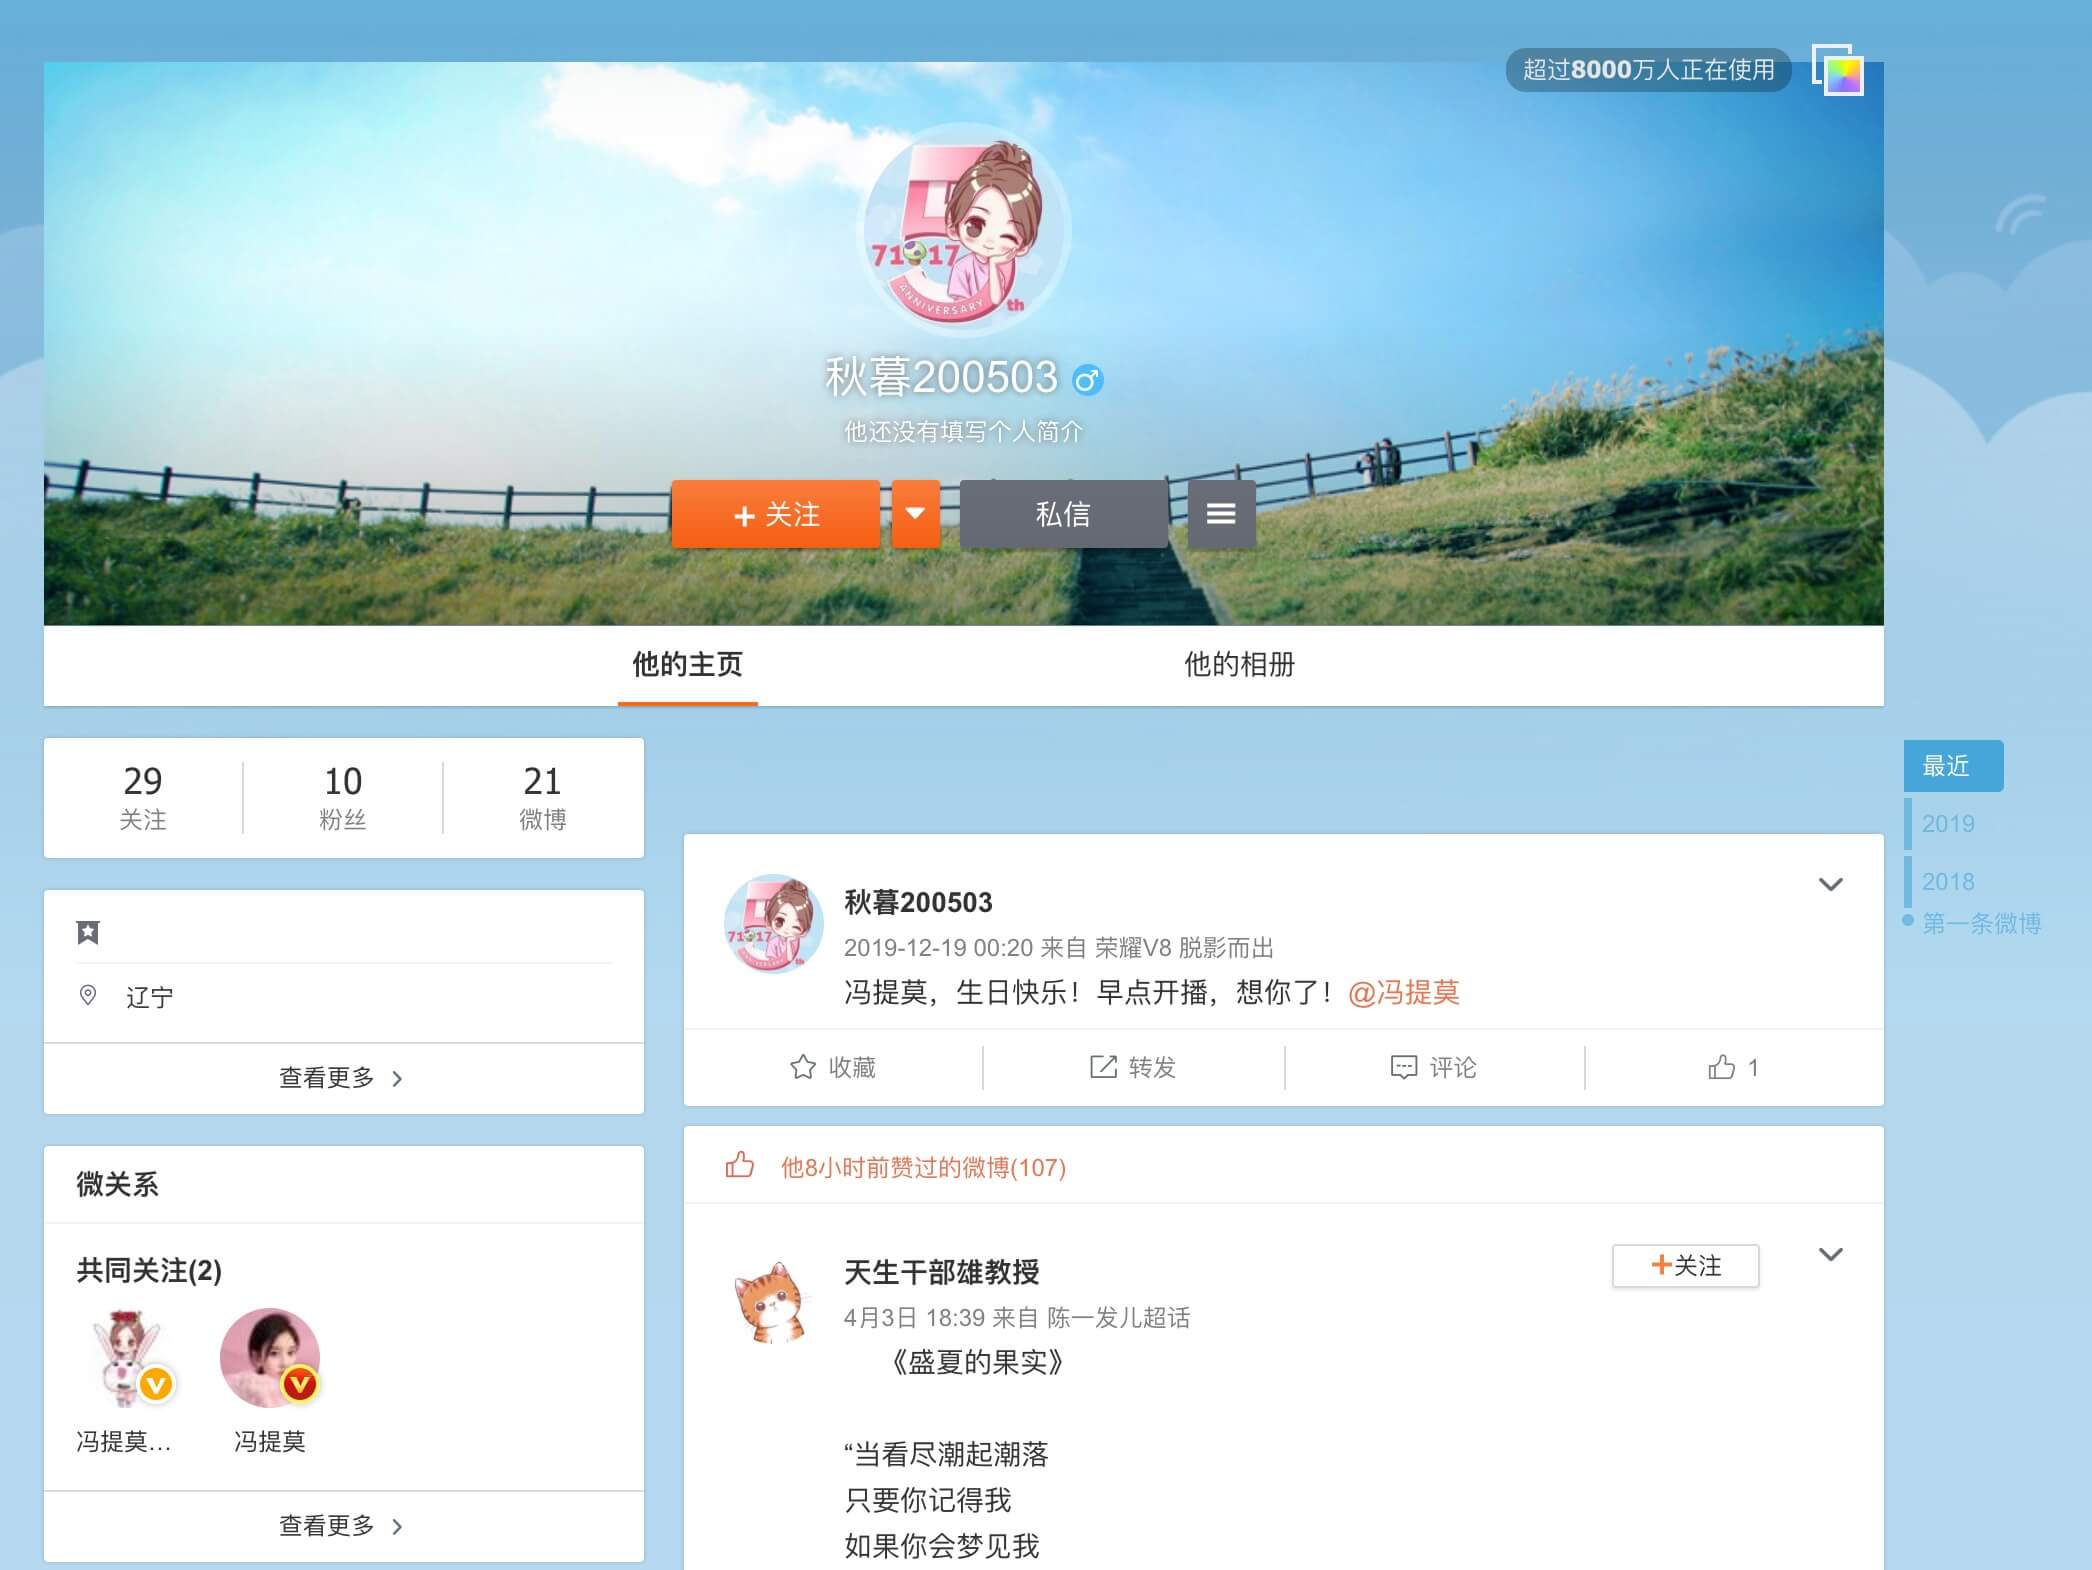 超过8000万人正在使用
71 17
ANNIVERSARY
th
秋暮200503
他还没有填写个人简介
关注
私信
他的主页
他的相册
29
关注
10
粉丝
21
微博
辽宁
查看更多
微关系
共同关注(2)
冯提莫…
冯提莫
查看更多
秋暮200503
2019-12-19 00:20 来自 荣耀V8 脱影而出
冯提莫，生日快乐！早点开播，想你了！@冯提莫
收藏
转发
评论
1
他8小时前赞过的微博(107)
天生干部雄教授
+关注
4月3日 18:39 来自 陈一发儿超话
《盛夏的果实》
“当看尽潮起潮落
只要你记得我
如果你会梦见我
最近
2019
2018
第一条微博